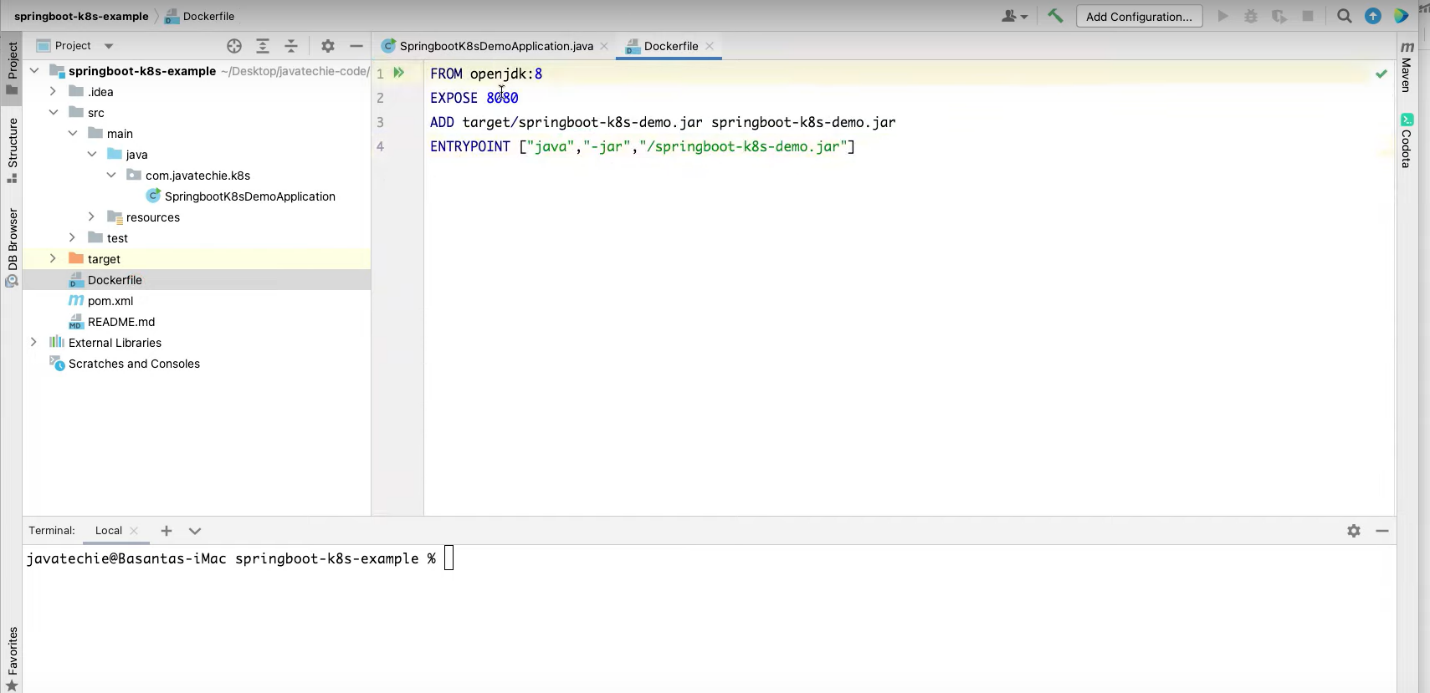 springboot-k8s-example
Dockerfile
Add Configuration...
Project
SpringbootK8sDemoApplication.java
Dockerfile
Project
Structure
DB Browser
Favorites
springboot-k8s-example ~/Desktop/javatechie-code/
.idea
src
main
java
com.javatechie.k8s
SpringbootK8sDemoApplication
resources
test
target
Dockerfile
pom.xml
README.md
External Libraries
Scratches and Consoles
1 FROM openjdk:8
2 EXPOSE 8080
3 ADD target/springboot-k8s-demo.jar springboot-k8s-demo.jar
4 ENTRYPOINT ["java","-jar","/springboot-k8s-demo.jar"]
Maven
Codota
Terminal: Local
javatechie@Basantas-iMac springboot-k8s-example %